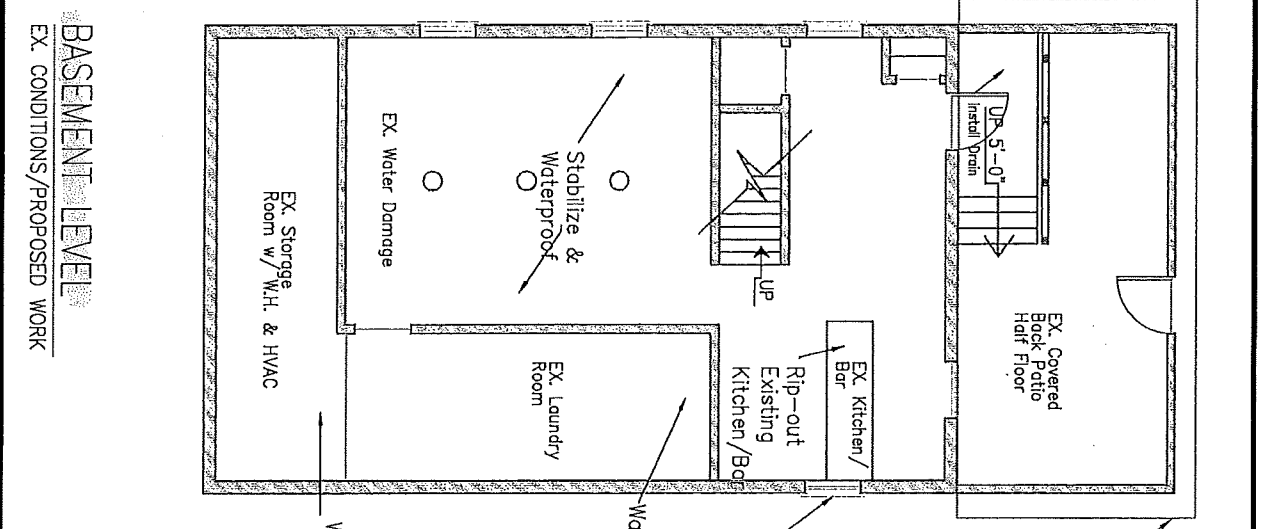 BASEMENT LEVEL
EX. CONDITIONS/PROPOSED WORK
EX. Storage
Room w/ W.H. & HVAC
EX. Water Damage
Stabilize &
Waterproof
EX. Laundry
Room
UP
EX. Kitchen/
Bar
Rip-out
Existing
Kitchen/Bar
UP 5'-0"
Install Drain
EX. Covered
Back Patio
Half Floor